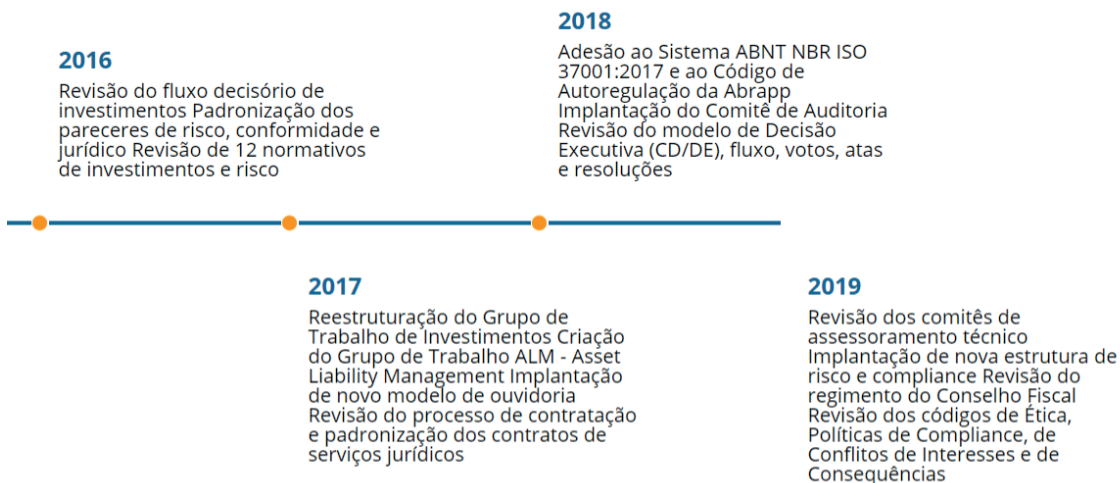 2016
Revisão do fluxo decisório de
investimentos Padronização dos
pareceres de risco, conformidade e
jurídico Revisão de 12 normativos
de investimentos e risco
2017
Reestruturação do Grupo de
Trabalho de Investimentos Criação
do Grupo de Trabalho ALM - Asset
Liability Management Implantação
de novo modelo de ouvidoria
Revisão do processo de contratação
e padronização dos contratos de
serviços jurídicos
2018
Adesão ao Sistema ABNT NBR ISO
37001:2017 e ao Código de
Autoregulação da Abrapp
Implantação do Comitê de Auditoria
Revisão do modelo de Decisão
Executiva (CD/DE), fluxo, votos, atas
e resoluções
2019
Revisão dos comitês de
assessoramento técnico
Implantação de nova estrutura de
risco e compliance Revisão do
regimento do Conselho Fiscal
Revisão dos códigos de Ética,
Políticas de Compliance, de
Conflitos de Interesses e de
Consequências